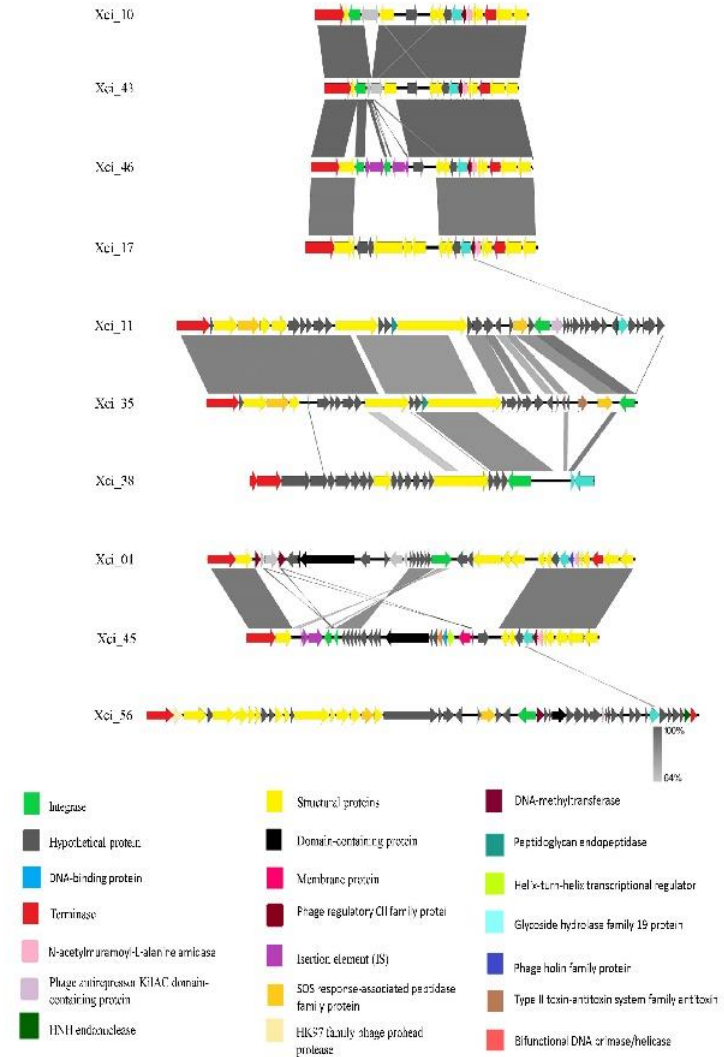 Xci_10
Xci_43
Xci_46
Xci_17
Xci_11
Xci_35
Xci_38
Xci_01
Xci_45
Xci_56
100%
64%
Integrase
Hypothetical protein
DNA-binding protein
Terminase
N-acetylmuramoyl-L-alanine amidase
Phage antirepressor KilAC domain-
containing protein
HNH endonuclease
Structural proteins
Domain-containing protein
Membrane protein
Phage regulatory CII family protei
Isertion element (IS)
SOS response-associated peptidase
family protein
HK97 family phage prohead
protease
DNA-methyltransferase
Peptidoglycan endopeptidase
Helix-turn-helix transcriptional regulator
Glycoside hydrolase family 19 protein
Phage holin family protein
Type II toxin-antitoxin system family antitoxin
Bifunctional DNA primase/helicase